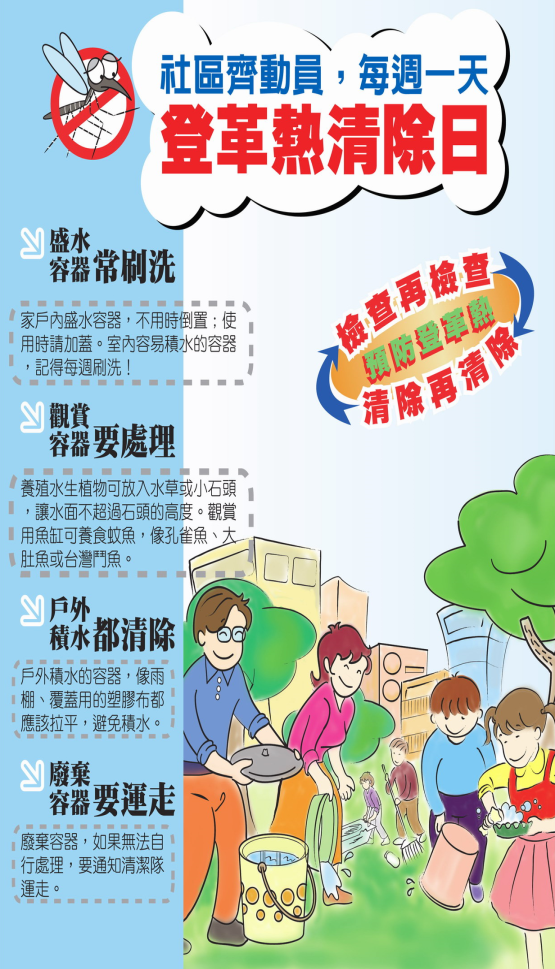 社區齊動員，每週一天
登革熱清除日
盛水
容器常刷洗
家戶內盛水容器，不用時倒置；使
用時請加蓋。室內容易積水的容器
，記得每週刷洗！
檢查再檢查
預防登革熱
清除再清除
觀賞
容器要處理
養殖水生植物可放入水草或小石頭
，讓水面不超過石頭的高度。觀賞
用魚缸可養食蚊魚，像孔雀魚、大
肚魚或台灣鬥魚。
戶外
積水都清除
戶外積水的容器，像雨
棚、覆蓋用的塑膠布都
應該拉平，避免積水。
廢棄
容器要運走
廢棄容器，如果無法自
行處理，要通知清潔隊
運走。